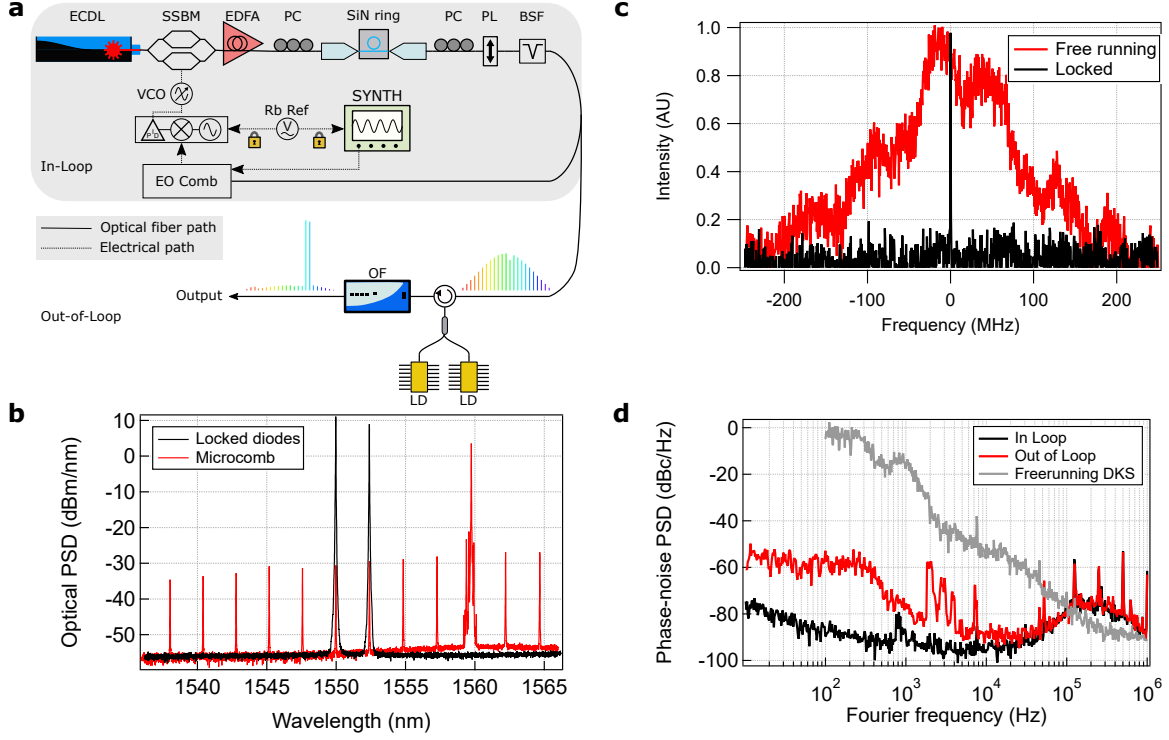 a
ECDL SSBM EDFA PC SiN ring PC PL BSF
VCO
SYNTH
Rb Ref
P²D
V
In-Loop
EO Comb
Optical fiber path
Electrical path
OF
Output
Out-of-Loop
LD LD
b
Locked diodes
Microcomb
Optical PSD (dBm/nm)
10
0
-10
-20
-30
-40
-50
1540 1545 1550 1555 1560 1565
Wavelength (nm)
c
Free running
Locked
Intensity (AU)
1.0
0.8
0.6
0.4
0.2
0.0
-200 -100 0 100 200
Frequency (MHz)
d
In Loop
Out of Loop
Freerunning DKS
Phase-noise PSD (dBc/Hz)
0
-20
-40
-60
-80
-100
10² 10³ 10⁴ 10⁵ 10⁶
Fourier frequency (Hz)